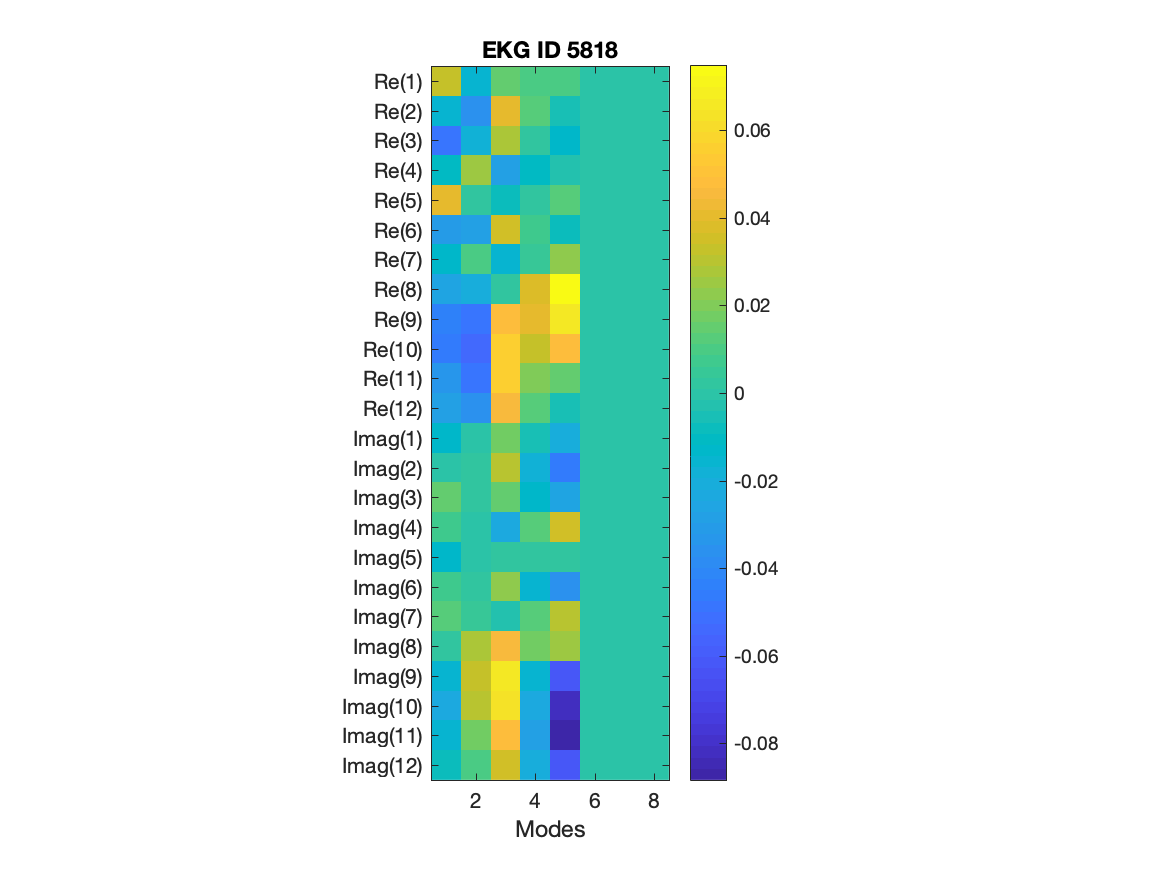 EKG ID 5818
Re(1)
Re(2)
Re(3)
Re(4)
Re(5)
Re(6)
Re(7)
Re(8)
Re(9)
Re(10)
Re(11)
Re(12)
Imag(1)
Imag(2)
Imag(3)
Imag(4)
Imag(5)
Imag(6)
Imag(7)
Imag(8)
Imag(9)
Imag(10)
Imag(11)
Imag(12)
2 4 6 8
Modes
0.06
0.04
0.02
0
-0.02
-0.04
-0.06
-0.08